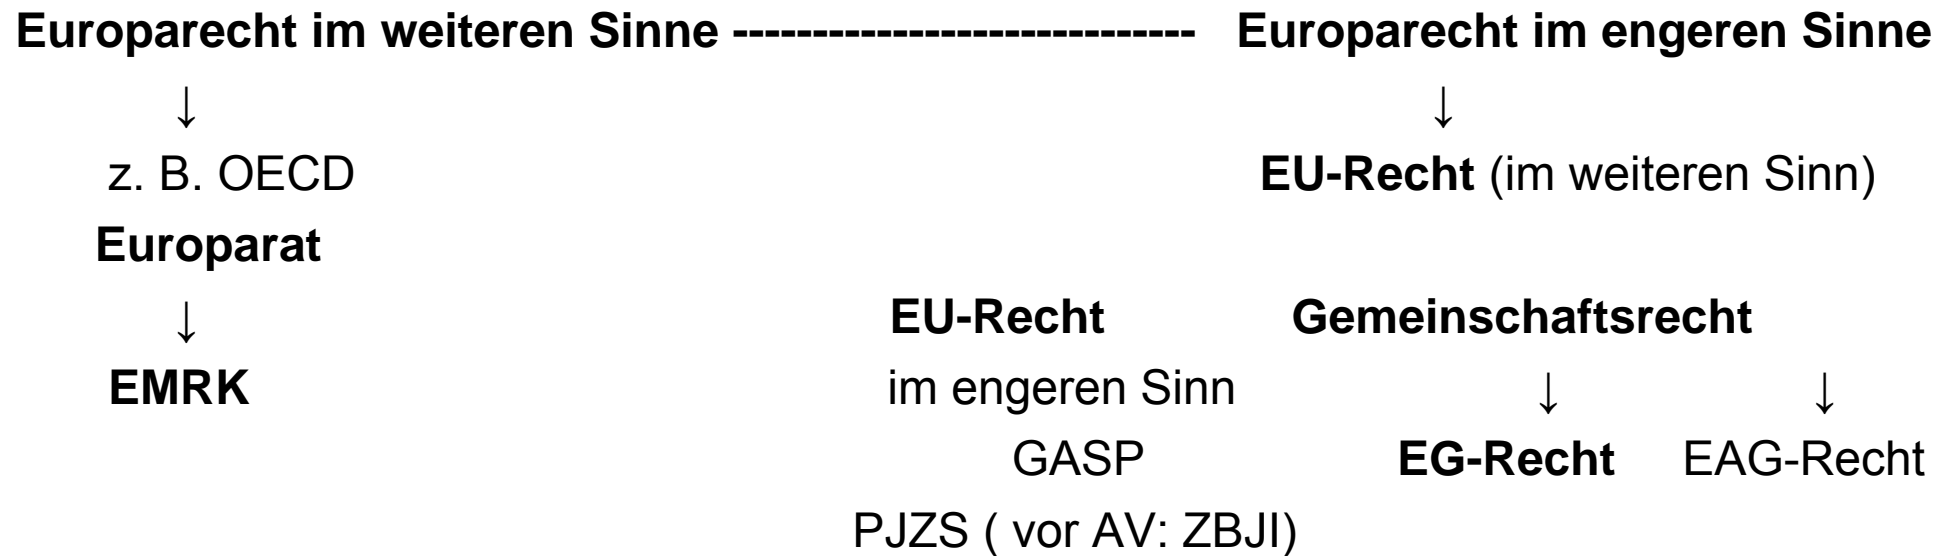 Europarecht im weiteren Sinne ----------------------------- Europarecht im engeren Sinne
↓ ↓
z. B. OECD EU-Recht (im weiteren Sinn)
Europarat
↓ EU-Recht Gemeinschaftsrecht
EMRK im engeren Sinn ↓ ↓
GASP EG-Recht EAG-Recht
PJZS ( vor AV: ZBJI)